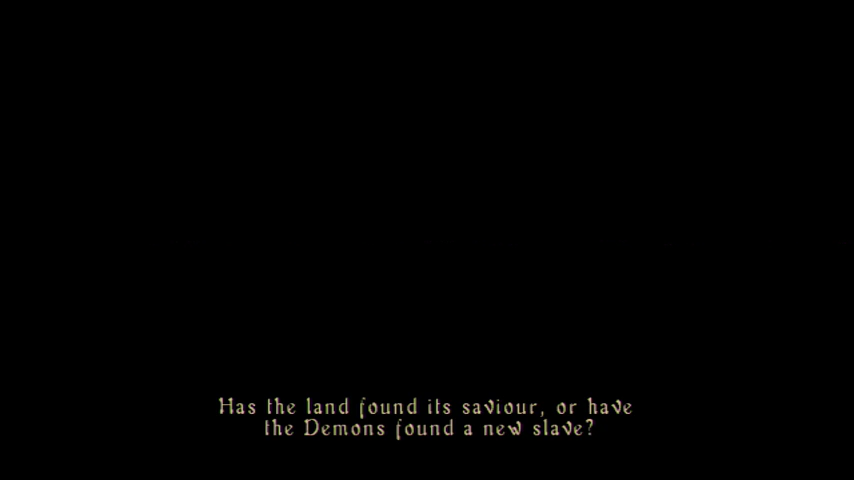 Has the land found its saviour, or have
the Demons found a new slave?